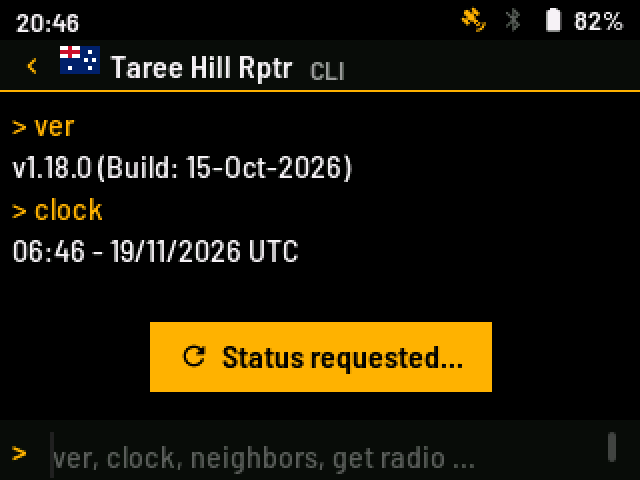 20:46
82%
Taree Hill Rptr CLI
> ver
v1.18.0 (Build: 15-Oct-2026)
> clock
06:46 - 19/11/2026 UTC
Status requested...
> ver, clock, neighbors, get radio ...